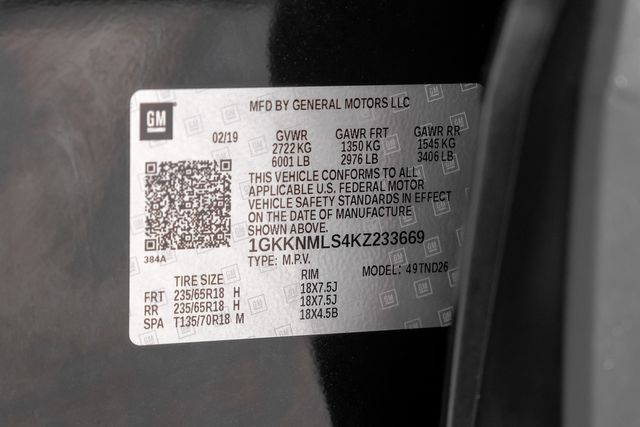 GM
MFD BY GENERAL MOTORS LLC
02/19 GVWR GAWR FRT GAWR RR
2722 KG 1350 KG 1545 KG
6001 LB 2976 LB 3406 LB
THIS VEHICLE CONFORMS TO ALL
APPLICABLE U.S. FEDERAL MOTOR
VEHICLE SAFETY STANDARDS IN EFFECT
ON THE DATE OF MANUFACTURE
SHOWN ABOVE.
1GKKNMLS4KZ233669
384A
TYPE: M.P.V. MODEL: 49TND26
TIRE SIZE RIM
FRT 235/65R18 H 18X7.5J
RR 235/65R18 H 18X7.5J
SPA T135/70R18 M 18X4.5B